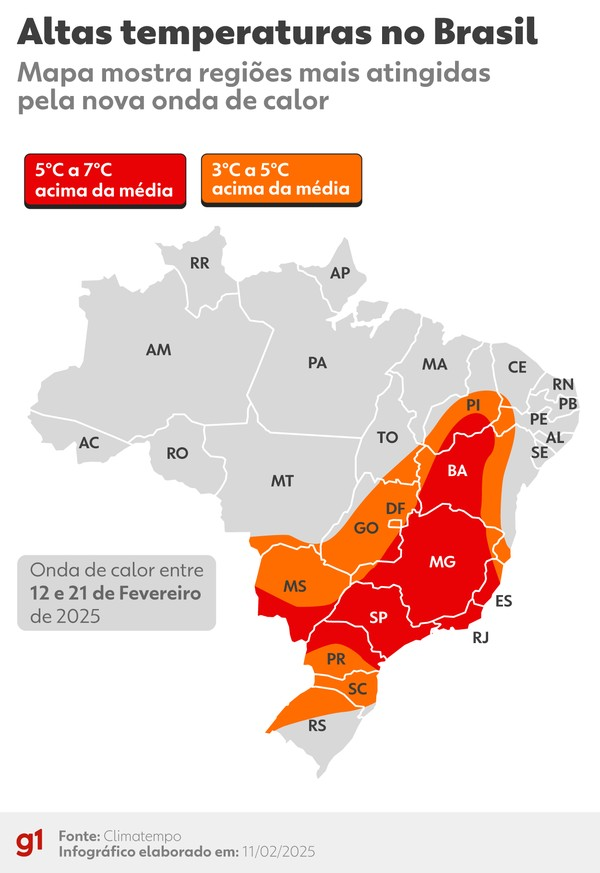 Altas temperaturas no Brasil
Mapa mostra regiões mais atingidas
pela nova onda de calor
5°C a 7°C
acima da média
3°C a 5°C
acima da média
RR
AP
AM
PA
MA
CE
RN
PB
PI
PE
AL
SE
AC
RO
TO
BA
MT
DF
GO
MG
MS
ES
SP
RJ
PR
SC
RS
Onda de calor entre
12 e 21 de Fevereiro
de 2025
g1
Fonte: Climatempo
Infográfico elaborado em: 11/02/2025